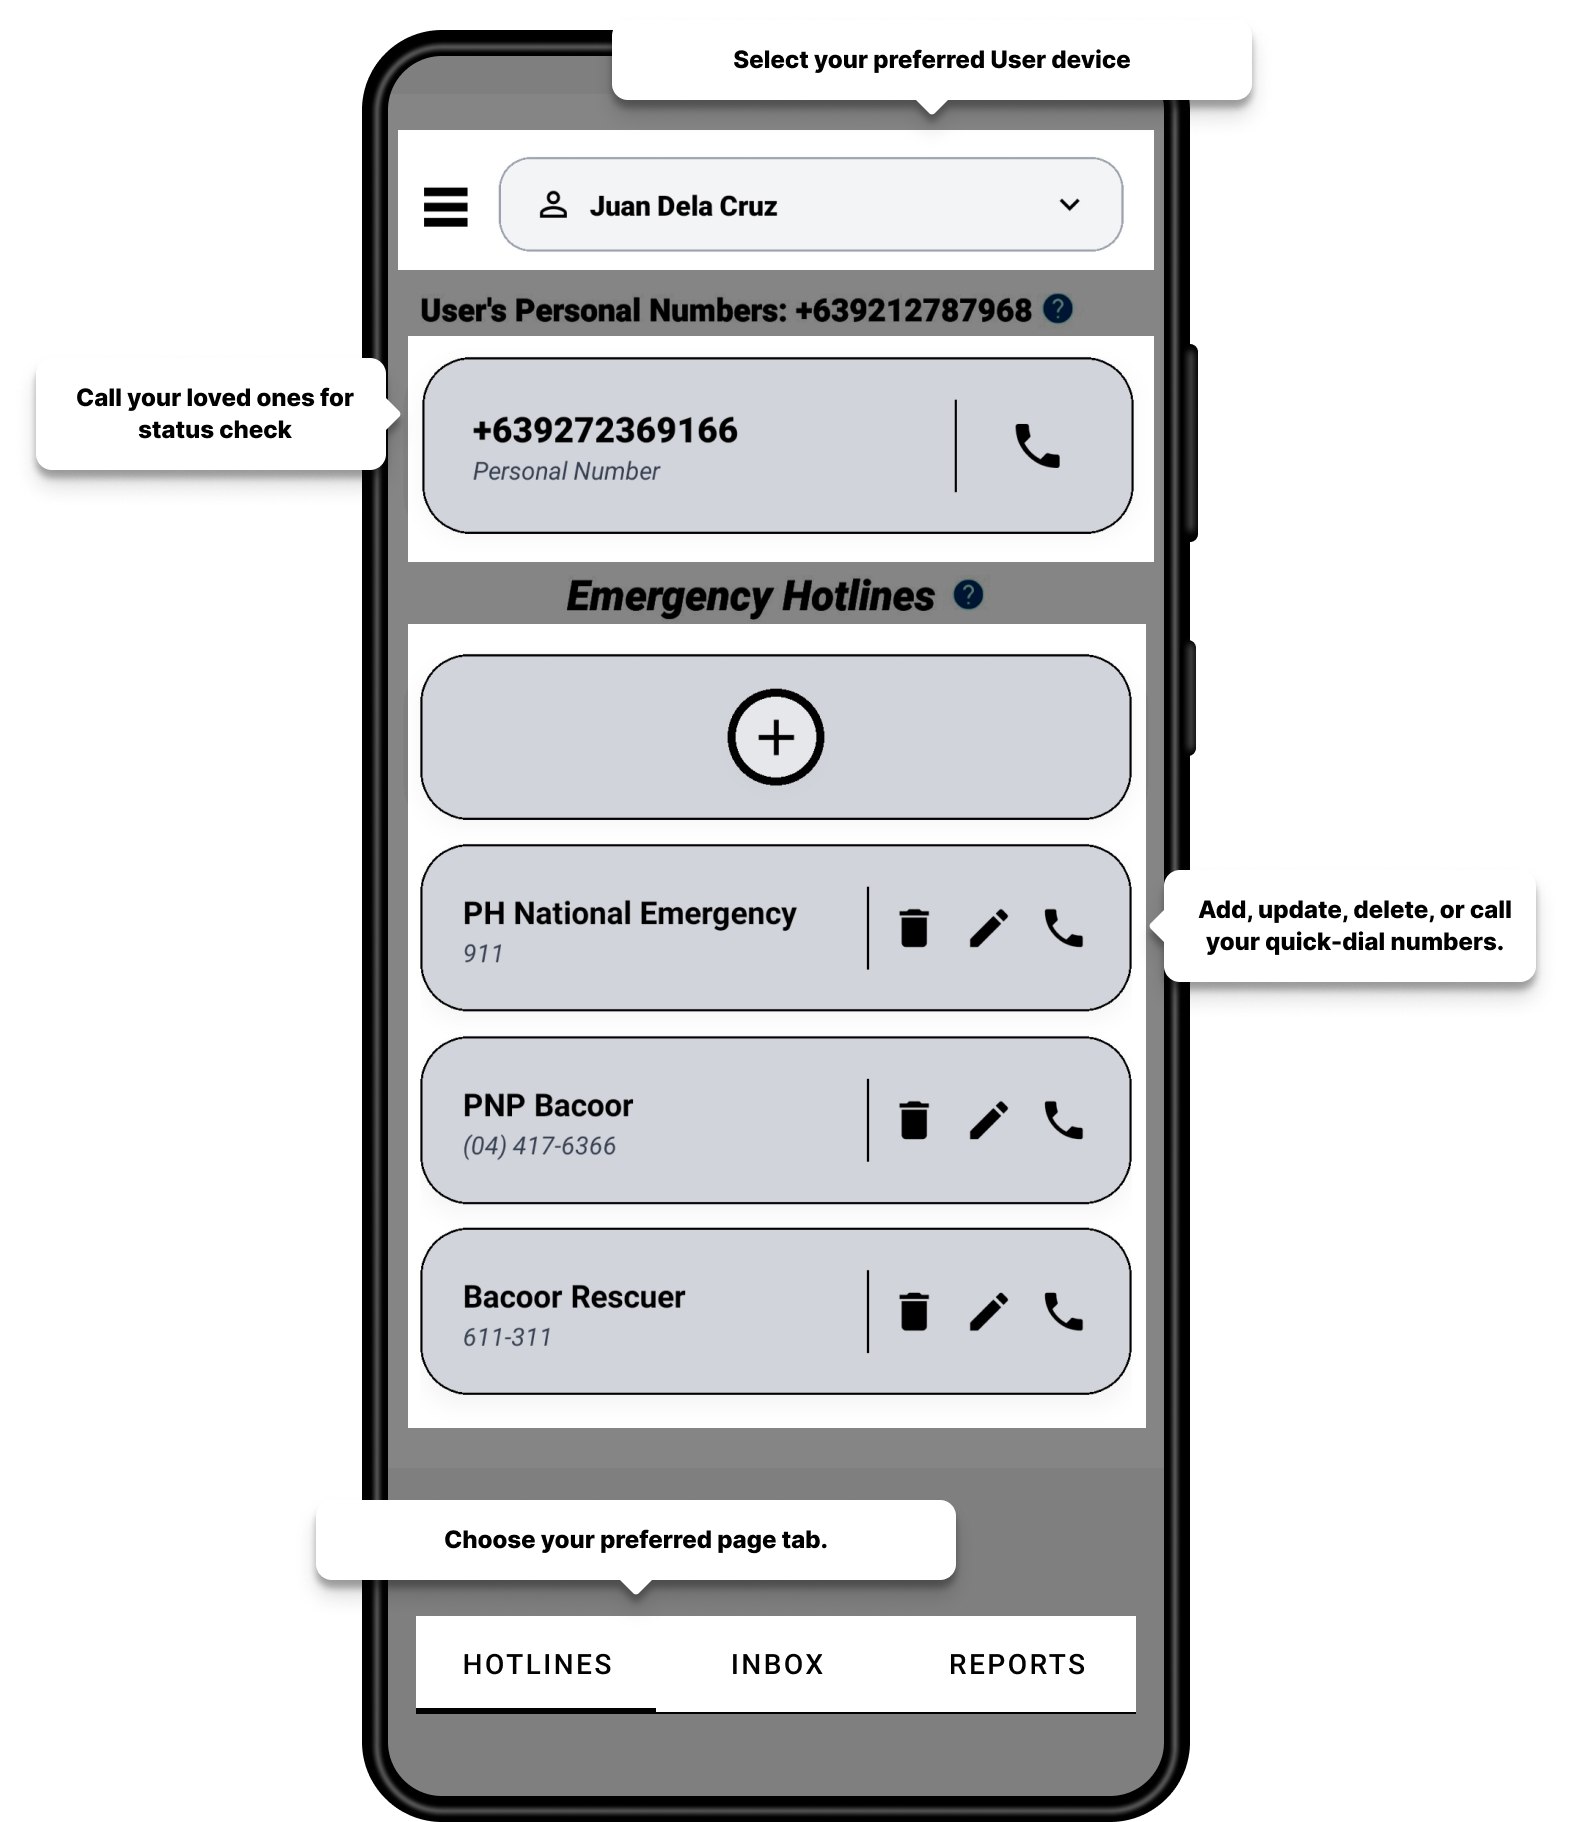 Select your preferred User device
Juan Dela Cruz
User's Personal Numbers: +639212787968
Call your loved ones for
status check
+639272369166
Personal Number
Emergency Hotlines
PH National Emergency
911
Add, update, delete, or call
your quick-dial numbers.
PNP Bacoor
(04) 417-6366
Bacoor Rescuer
611-311
Choose your preferred page tab.
HOTLINES INBOX REPORTS